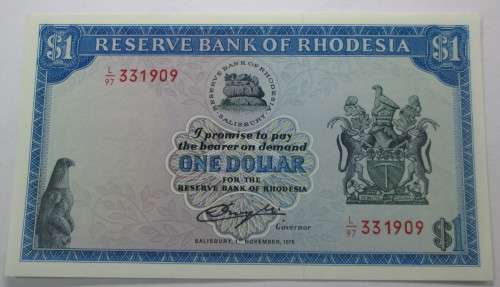 $1 RESERVE BANK OF RHODESIA $1
L/97 331909
RESERVE BANK OF RHODESIA
SALISBURY
I promise to pay
the bearer on demand
ONE DOLLAR
FOR THE
RESERVE BANK OF RHODESIA
Governor
L/97 331909
SALISBURY, 1ST NOVEMBER, 
$1